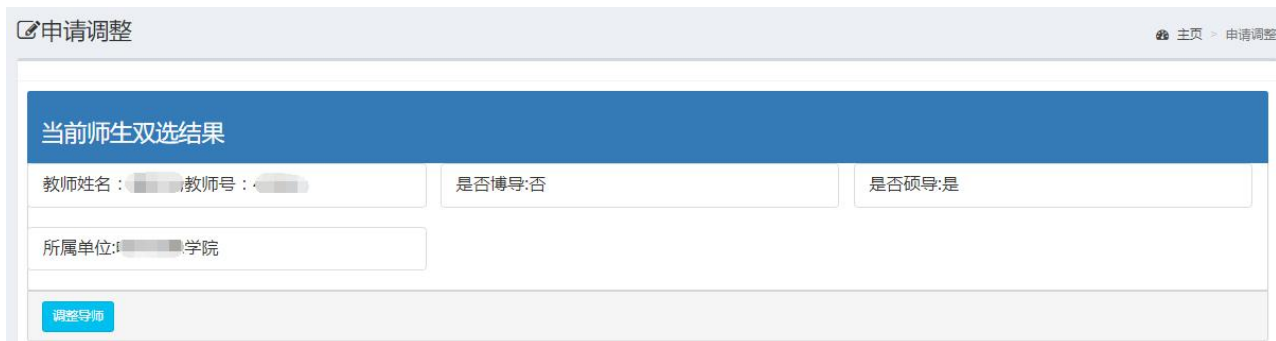 申请调整
主页 > 申请调整
当前师生双选结果
教师姓名： 教师号：
是否博导:否
是否硕导:是
所属单位: 学院
调整导师